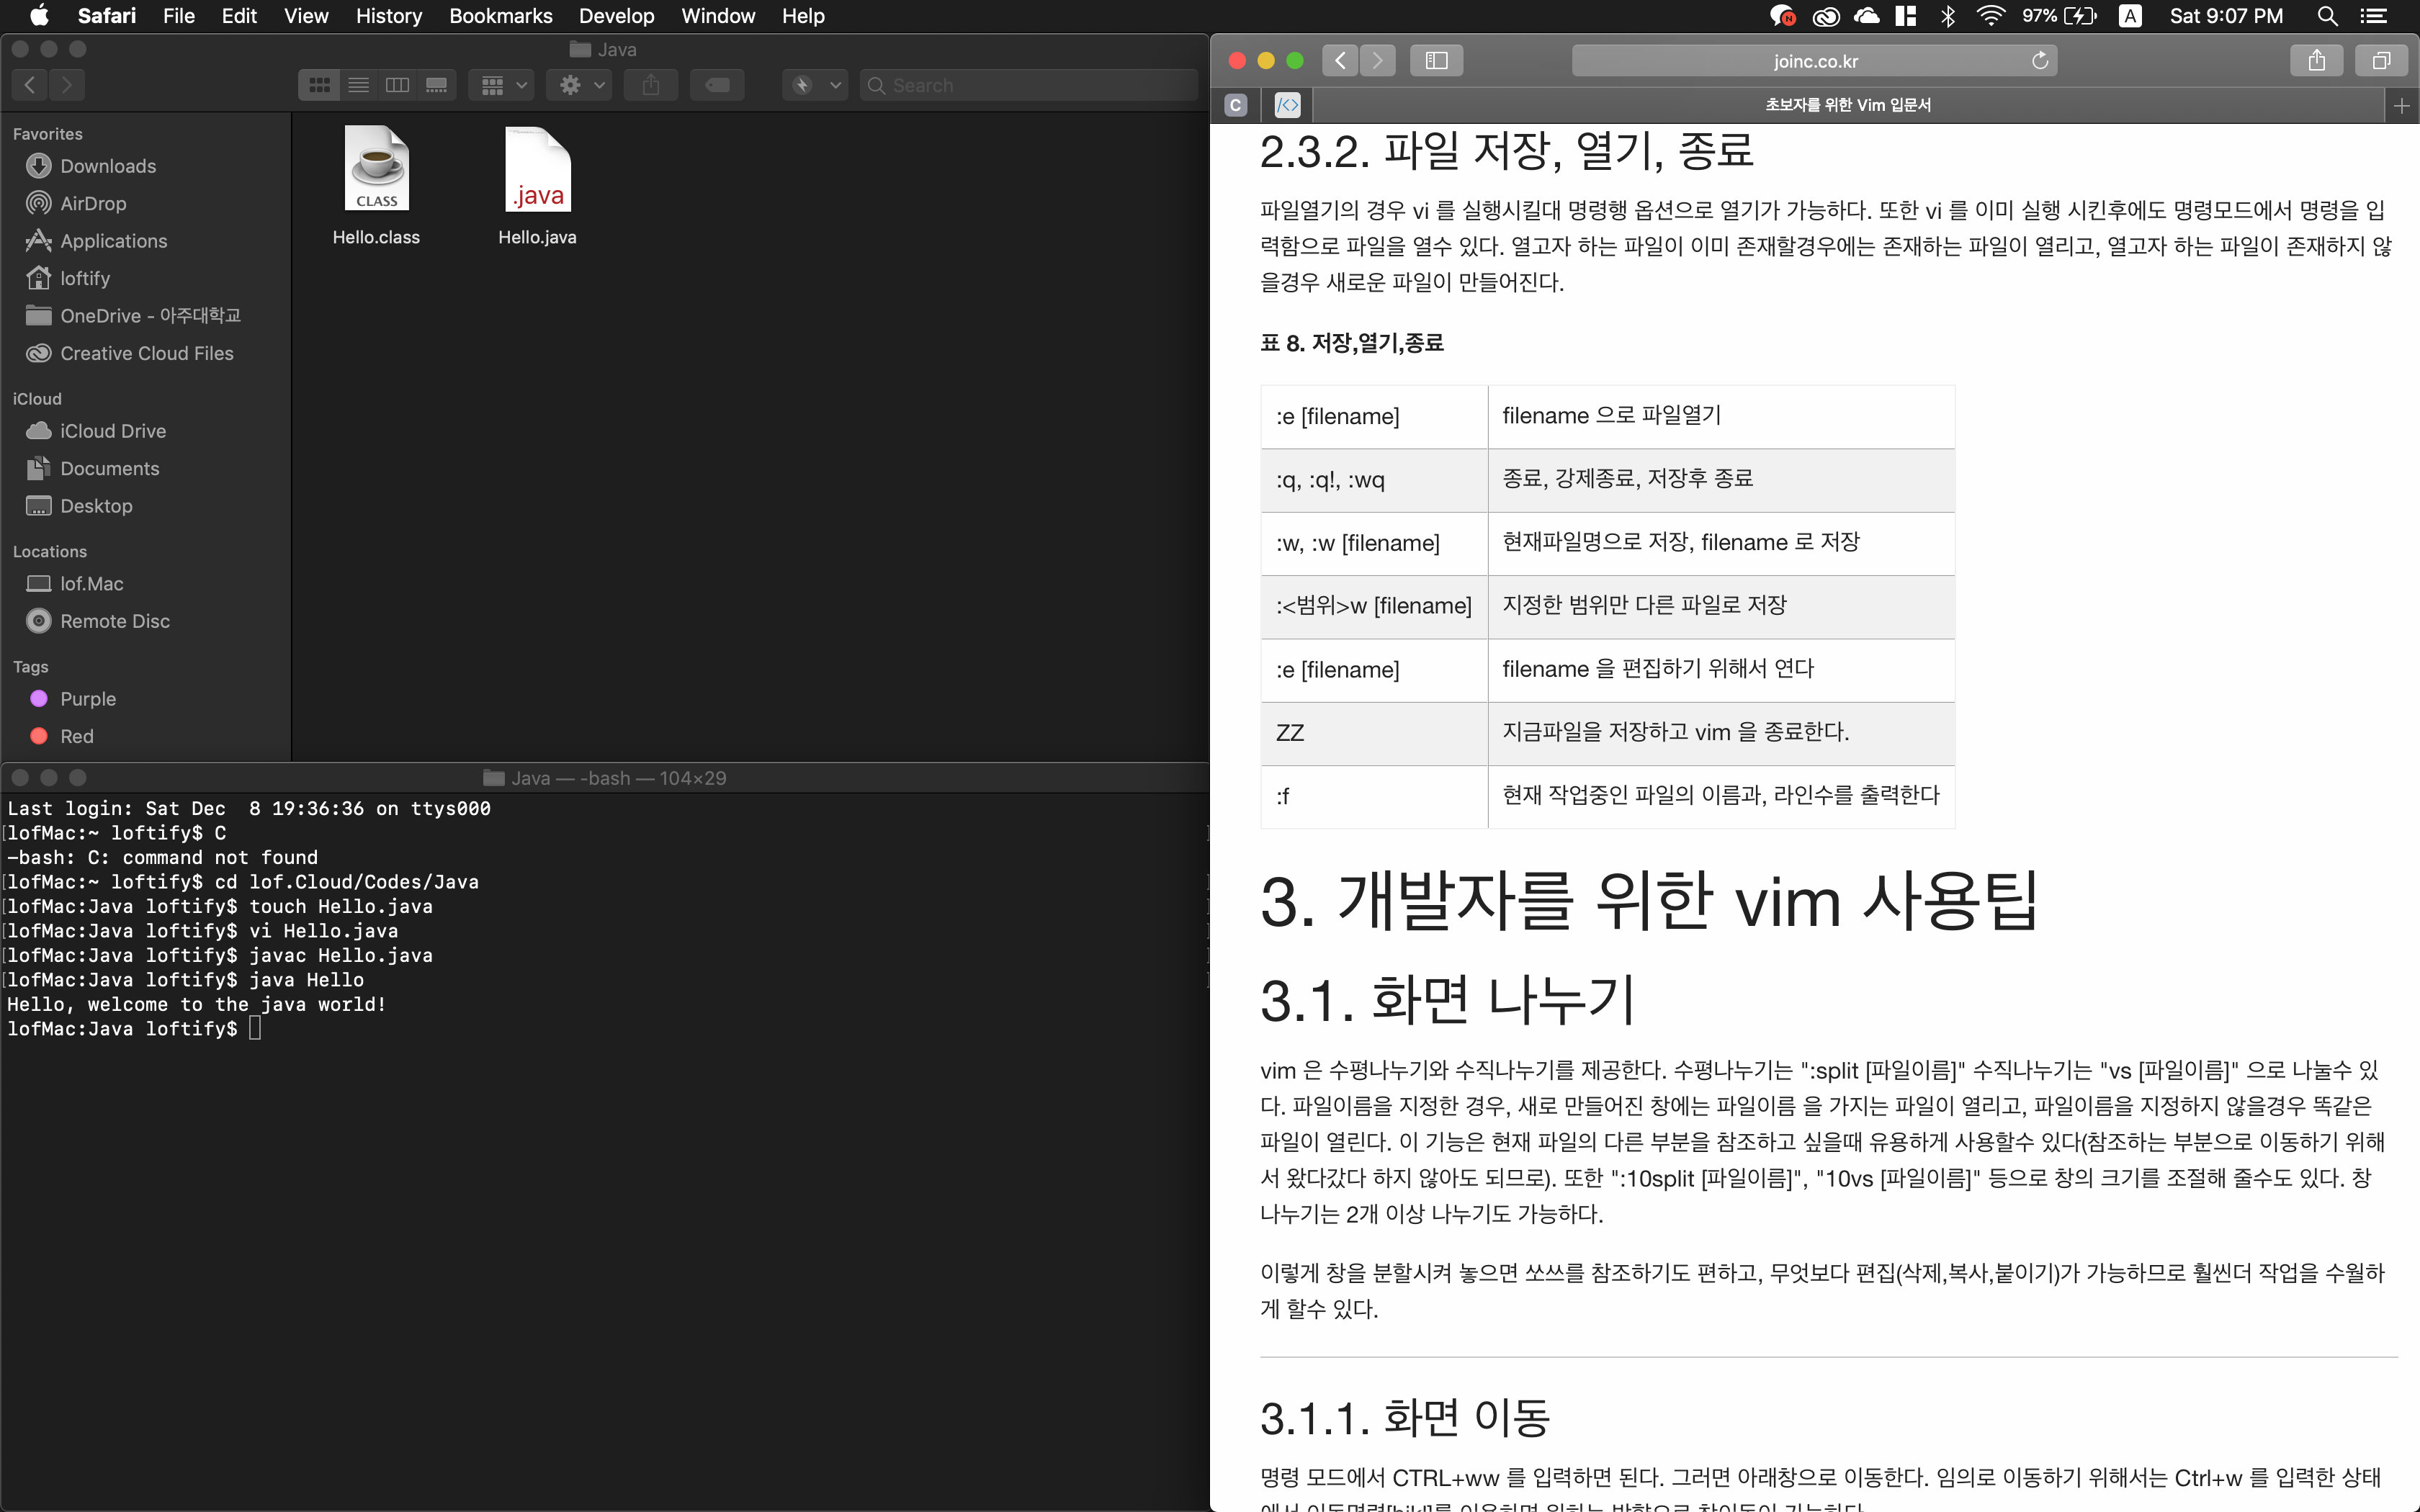 Safari File Edit View History Bookmarks Develop Window Help
97% A Sat 9:07 PM
Java
Search
Favorites
Downloads
AirDrop
Applications
loftify
OneDrive - 아주대학교
Creative Cloud Files
iCloud
iCloud Drive
Documents
Desktop
Locations
lof.Mac
Remote Disc
Tags
Purple
Red
CLASS
.java
Hello.class
Hello.java
Java — -bash — 104×29
Last login: Sat Dec  8 19:36:36 on ttys000
[lofMac:~ loftify$ C
-bash: C: command not found
[lofMac:~ loftify$ cd lof.Cloud/Codes/Java
[lofMac:Java loftify$ touch Hello.java
[lofMac:Java loftify$ vi Hello.java
[lofMac:Java loftify$ javac Hello.java
[lofMac:Java loftify$ java Hello
Hello, welcome to the java world!
lofMac:Java loftify$
joinc.co.kr
C
초보자를 위한 Vim 입문서
2.3.2. 파일 저장, 열기, 종료
파일열기의 경우 vi 를 실행시킬대 명령행 옵션으로 열기가 가능하다. 또한 vi 를 이미 실행 시킨후에도 명령모드에서 명령을 입
력함으로 파일을 열수 있다. 열고자 하는 파일이 이미 존재할경우에는 존재하는 파일이 열리고, 열고자 하는 파일이 존재하지 않
을경우 새로운 파일이 만들어진다.
표 8. 저장,열기,종료
:e [filename] filename 으로 파일열기
:q, :q!, :wq 종료, 강제종료, 저장후 종료
:w, :w [filename] 현재파일명으로 저장, filename 로 저장
:<범위>w [filename] 지정한 범위만 다른 파일로 저장
:e [filename] filename 을 편집하기 위해서 연다
ZZ 지금파일을 저장하고 vim 을 종료한다.
:f 현재 작업중인 파일의 이름과, 라인수를 출력한다
3. 개발자를 위한 vim 사용팁
3.1. 화면 나누기
vim 은 수평나누기와 수직나누기를 제공한다. 수평나누기는 ":split [파일이름]" 수직나누기는 "vs [파일이름]" 으로 나눌수 있
다. 파일이름을 지정한 경우, 새로 만들어진 창에는 파일이름 을 가지는 파일이 열리고, 파일이름을 지정하지 않을경우 똑같은
파일이 열린다. 이 기능은 현재 파일의 다른 부분을 참조하고 싶을때 유용하게 사용할수 있다(참조하는 부분으로 이동하기 위해
서 왔다갔다 하지 않아도 되므로). 또한 ":10split [파일이름]", "10vs [파일이름]" 등으로 창의 크기를 조절해 줄수도 있다. 창
나누기는 2개 이상 나누기도 가능하다.
이렇게 창을 분할시켜 놓으면 쏘쓰를 참조하기도 편하고, 무엇보다 편집(삭제,복사,붙이기)가 가능하므로 훨씬더 작업을 수월하
게 할수 있다.
3.1.1. 화면 이동
명령 모드에서 CTRL+ww 를 입력하면 된다. 그러면 아래창으로 이동한다. 임의로 이동하기 위해서는 Ctrl+w 를 입력한 상태